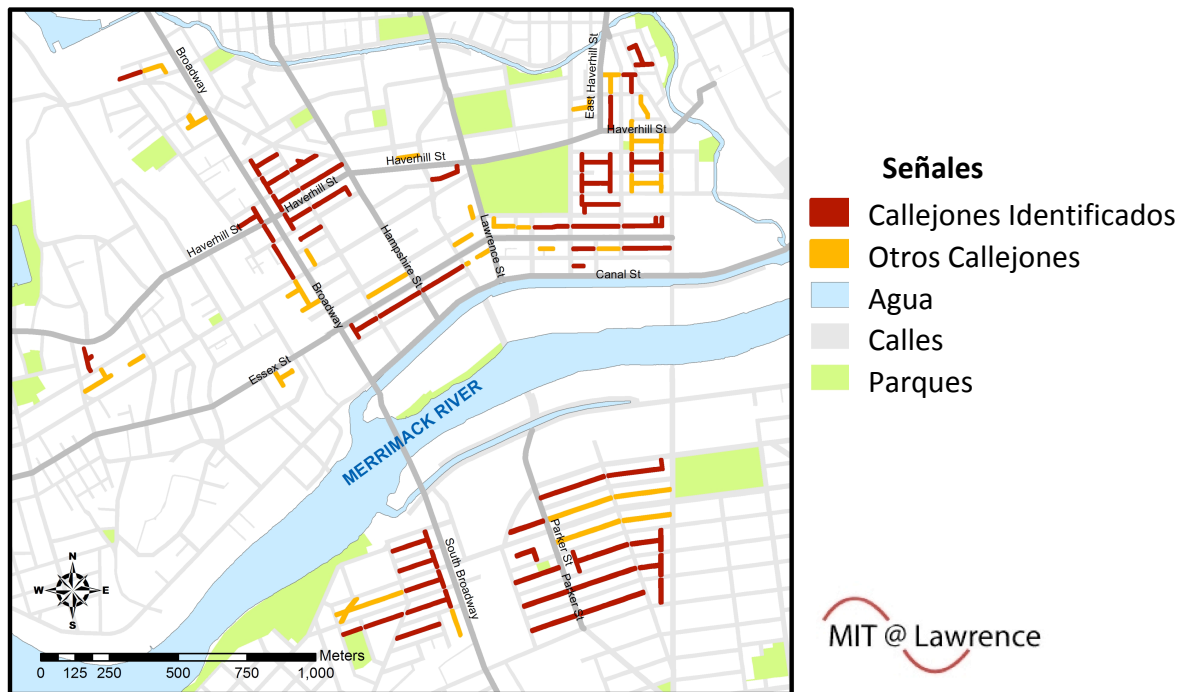 Broadway
East Haverhill St
Haverhill St
Haverhill St
Haverhill St
Haverhill St
Hampshire St
Lawrence St
Canal St
Broadway
Essex St
MERRIMACK RIVER
Parker St
Parker St
South Broadway
N
W E
S
Meters
0 125 250 500 750 1,000
Señales
Callejones Identificados
Otros Callejones
Agua
Calles
Parques
MIT @ Lawrence